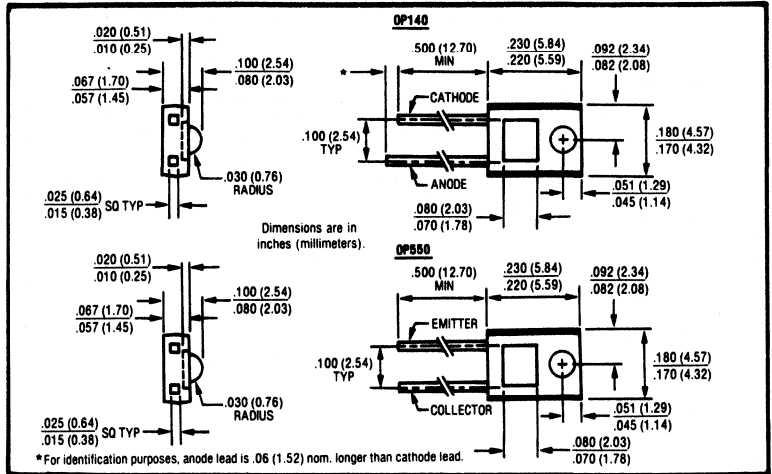 OP140
.020 (0.51)
.010 (0.25)
.067 (1.70)
.057 (1.45)
.100 (2.54)
.080 (2.03)
.030 (0.76)
RADIUS
.025 (0.64)
.015 (0.38)
SQ TYP
*
.500 (12.70)
MIN
.230 (5.84)
.220 (5.59)
.092 (2.34)
.082 (2.08)
CATHODE
.100 (2.54)
TYP
ANODE
.180 (4.57)
.170 (4.32)
.051 (1.29)
.045 (1.14)
.080 (2.03)
.070 (1.78)
Dimensions are in
inches (millimeters).
OP550
.020 (0.51)
.010 (0.25)
.067 (1.70)
.057 (1.45)
.100 (2.54)
.080 (2.03)
.030 (0.76)
RADIUS
.025 (0.64)
.015 (0.38)
SQ TYP
.500 (12.70)
MIN
.230 (5.84)
.220 (5.59)
.092 (2.34)
.082 (2.08)
EMITTER
.100 (2.54)
TYP
COLLECTOR
.180 (4.57)
.170 (4.32)
.051 (1.29)
.045 (1.14)
.080 (2.03)
.070 (1.78)
*For identification purposes, anode lead is .06 (1.52) nom. longer than cathode lead.